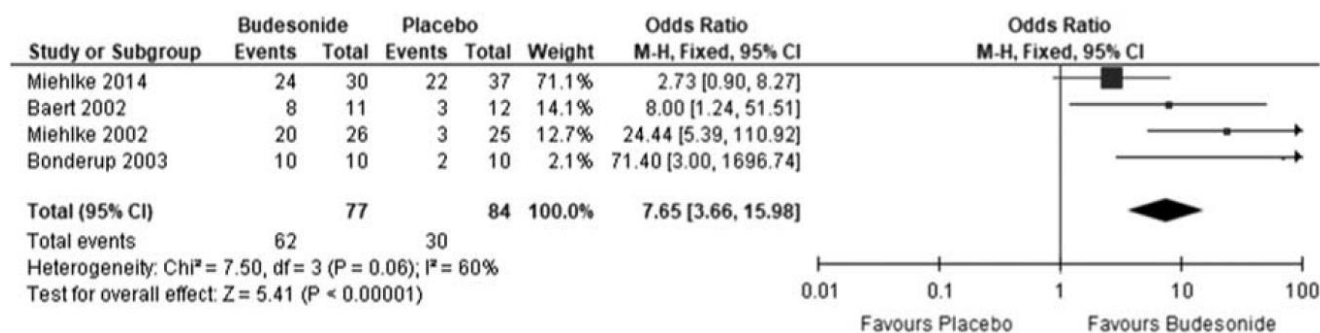 Budesonide Placebo Odds Ratio Odds Ratio
Study or Subgroup Events Total Events Total Weight M-H, Fixed, 95% CI M-H, Fixed, 95% CI
Miehlke 2014 24 30 22 37 71.1% 2.73 [0.90, 8.27]
Baert 2002 8 11 3 12 14.1% 8.00 [1.24, 51.51]
Miehlke 2002 20 26 3 25 12.7% 24.44 [5.39, 110.92]
Bonderup 2003 10 10 2 10 2.1% 71.40 [3.00, 1696.74]
Total (95% CI) 77 84 100.0% 7.65 [3.66, 15.98]
Total events 62 30
Heterogeneity: Chi² = 7.50, df = 3 (P = 0.06); I² = 60%
Test for overall effect: Z = 5.41 (P < 0.00001)
0.01 0.1 1 10 100
Favours Placebo Favours Budesonide